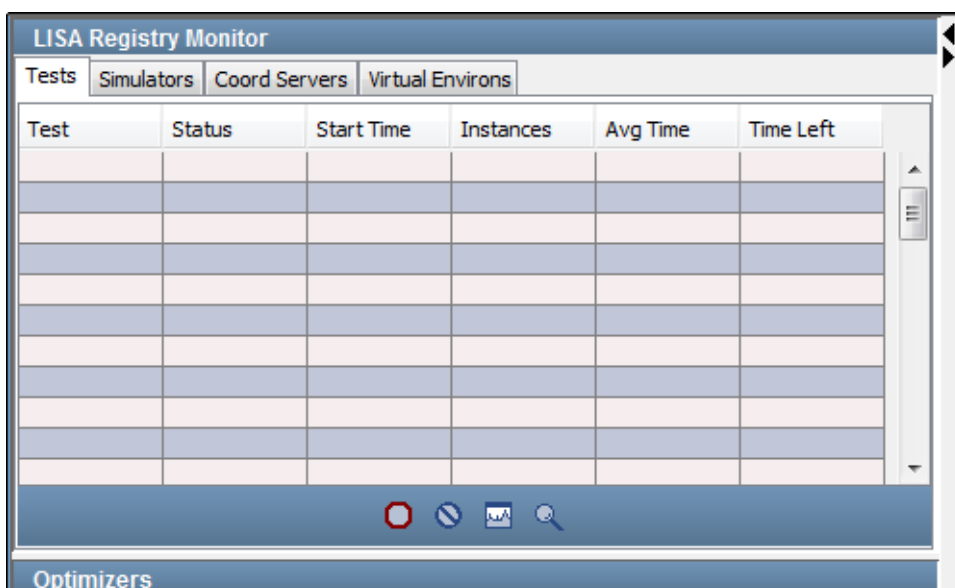 LISA Registry Monitor
Tests Simulators Coord Servers Virtual Environs
Test Status Start Time Instances Avg Time Time Left
Optimizers